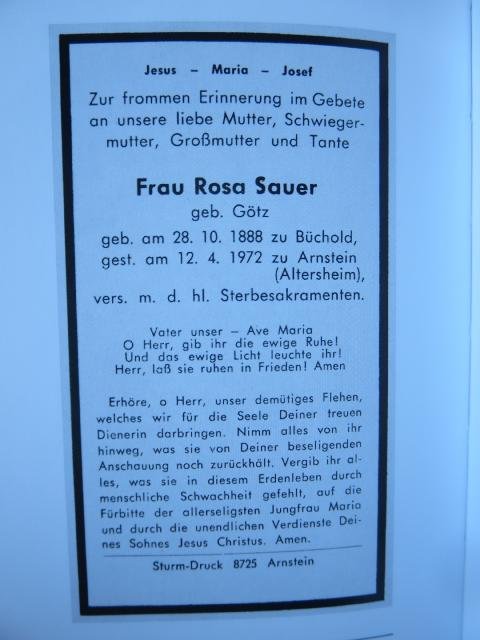 Jesus – Maria – Josef
Zur frommen Erinnerung im Gebete
an unsere liebe Mutter, Schwieger-
mutter, Großmutter und Tante
Frau Rosa Sauer
geb. Götz
geb. am 28. 10. 1888 zu Büchold,
gest. am 12. 4. 1972 zu Arnstein
(Altersheim),
vers. m. d. hl. Sterbesakramenten.
Vater unser – Ave Maria
O Herr, gib ihr die ewige Ruhe!
Und das ewige Licht leuchte ihr!
Herr, laß sie ruhen in Frieden! Amen
Erhöre, o Herr, unser demütiges Flehen,
welches wir für die Seele Deiner treuen
Dienerin darbringen. Nimm alles von ihr
hinweg, was sie von Deiner beseligenden
Anschauung noch zurückhält. Vergib ihr al-
les, was sie in diesem Erdenleben durch
menschliche Schwachheit gefehlt, auf die
Fürbitte der allerseligsten Jungfrau Maria
und durch die unendlichen Verdienste Dei-
nes Sohnes Jesus Christus. Amen.
Sturm-Druck 8725 Arnstein